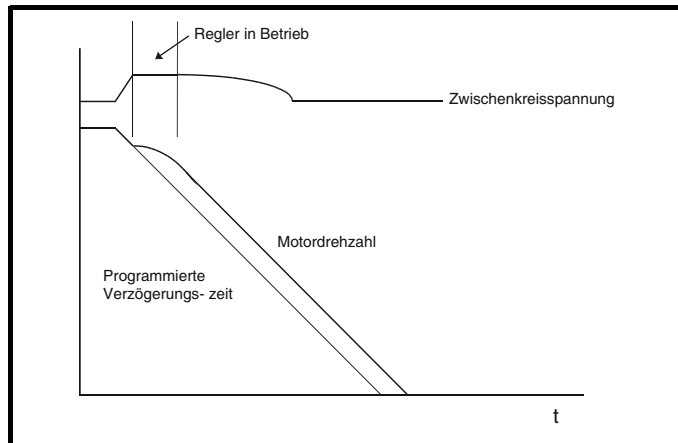 Regler in Betrieb
Zwischenkreisspannung
Motordrehzahl
Programmierte
Verzögerungs- zeit
t